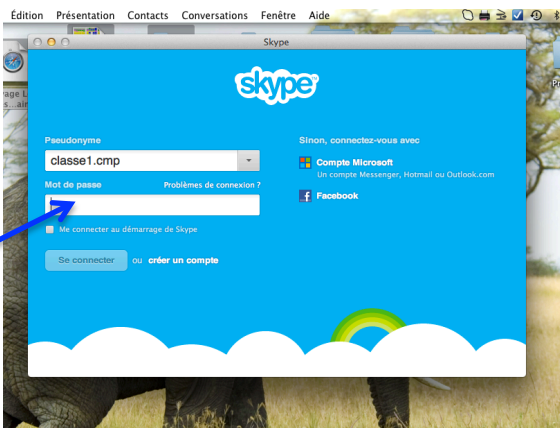 Édition Présentation Contacts Conversations Fenêtre Aide
Skype
skype
Pseudonyme
classe1.cmp
Mot de passe
Problèmes de connexion ?
Me connecter au démarrage de Skype
Se connecter ou créer un compte
Sinon, connectez-vous avec
Compte Microsoft
Un compte Messenger, Hotmail ou Outlook.com
Facebook